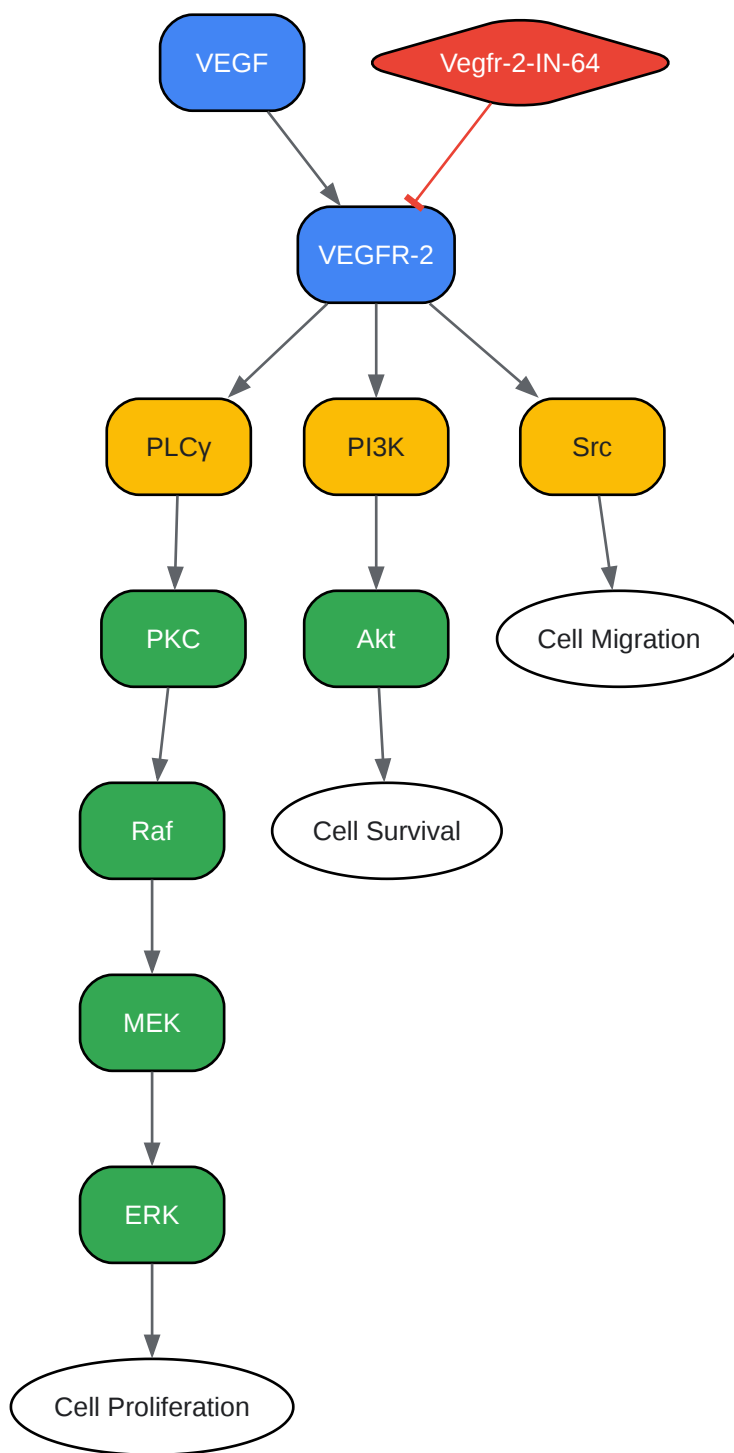 VEGF
Vegfr-2-IN-64
VEGFR-2
PLCγ
PI3K
Src
PKC
Akt
Cell Migration
Raf
Cell Survival
MEK
ERK
Cell Proliferation